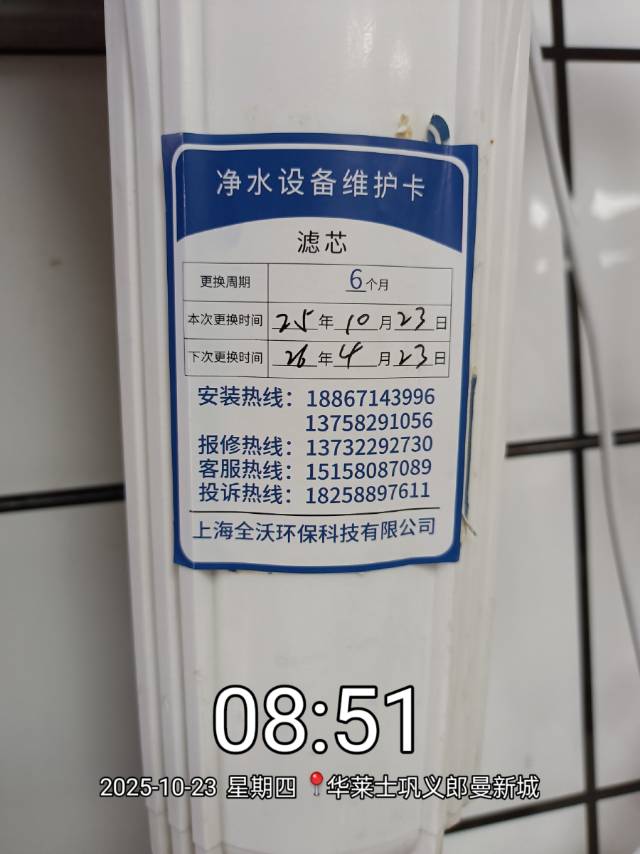 净水设备维护卡
滤芯
更换周期 6个月
本次更换时间 25年10月23日
下次更换时间 26年4月23日
安装热线：18867143996
13758291056
报修热线：13732292730
客服热线：15158087089
投诉热线：18258897611
上海全沃环保科技有限公司
08:51
2025-10-23 星期四 📍华莱士巩义郎曼新城